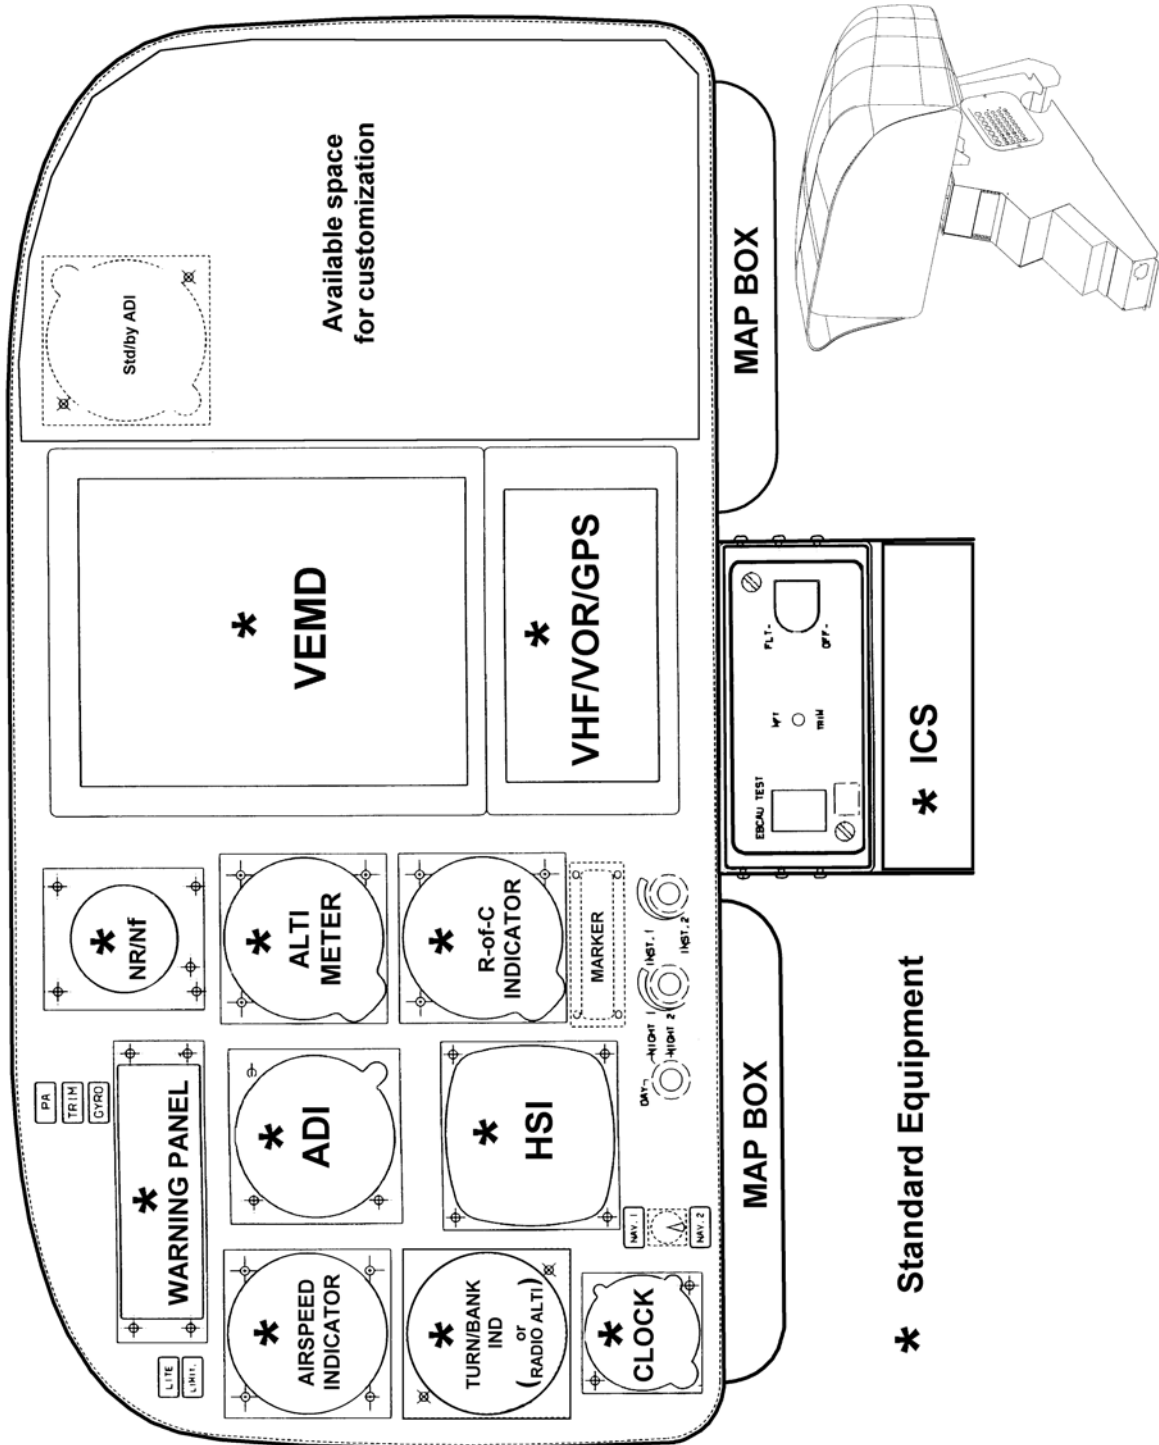 LITE
LIMIT.
PA
TRIM
GYRO
*
WARNING PANEL
*
NR/Nf
Std/by ADI
*
AIRSPEED
INDICATOR
*
ADI
*
ALTI
METER
*
VEMD
Available space
for customization
*
TURN/BANK
IND
( or
RADIO ALTI )
*
HSI
*
R-of-C
INDICATOR
*
VHF/VOR/GPS
*
CLOCK
NAV.1
NAV.2
MARKER
DAY
NIGHT 1
NIGHT 2
INST.1
INST.2
MAP BOX
MAP BOX
EBCAU TEST
HFT
TRIM
FLT-
OFF-
* ICS
* Standard Equipment